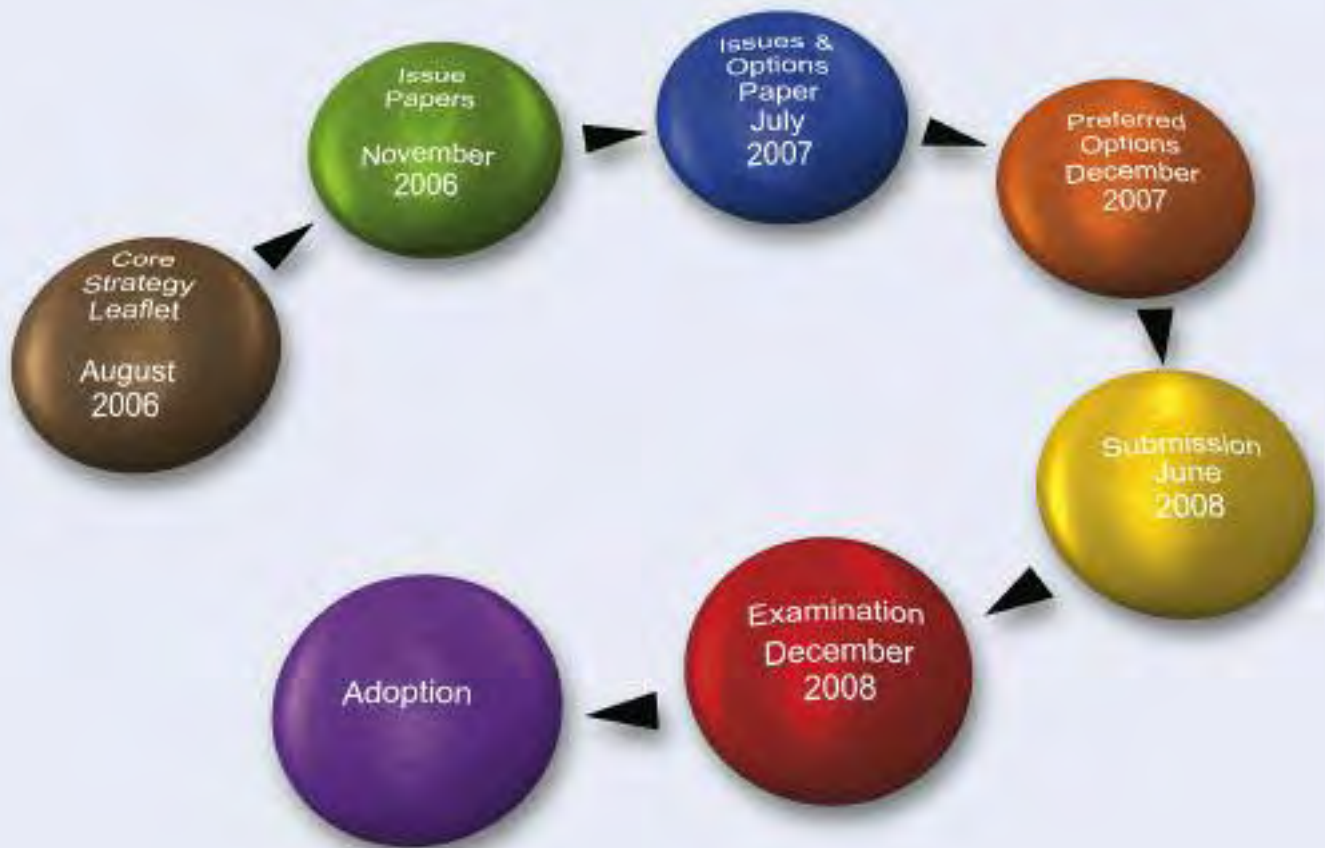 Core
Strategy
Leaflet
August
2006
Issue
Papers
November
2006
Issues &
Options
Paper
July
2007
Preferred
Options
December
2007
Submission
June
2008
Examination
December
2008
Adoption